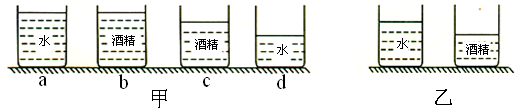 水 酒精 酒精 水 水 酒精
a b c d
甲 乙